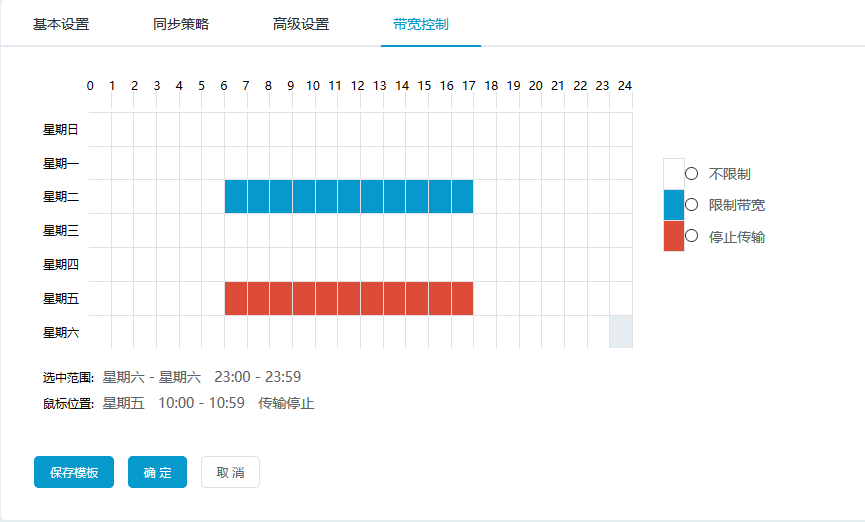 基本设置 同步策略 高级设置 带宽控制
0 1 2 3 4 5 6 7 8 9 10 11 12 13 14 15 16 17 18 19 20 21 22 23 24
星期日
星期一
不限制
星期二
限制带宽
星期三
停止传输
星期四
星期五
星期六
选中范围: 星期六 - 星期六 23:00 - 23:59
鼠标位置: 星期五 10:00 - 10:59 传输停止
保存模板 确 定 取 消